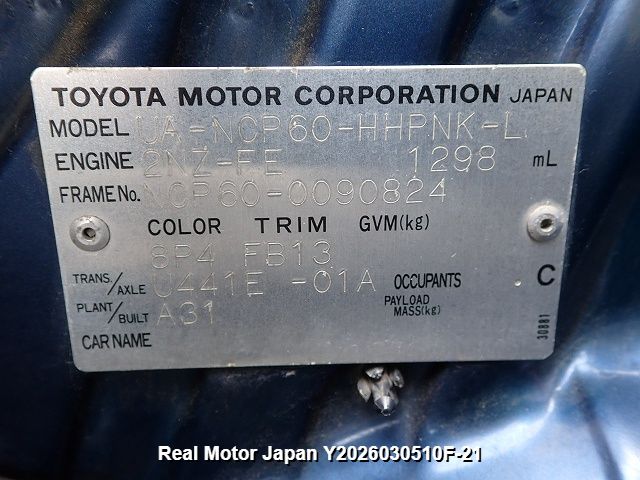 TOYOTA MOTOR CORPORATION JAPAN
MODEL UA-NCP60-HHPNK-L
ENGINE 2NZ-FE 1298 mL
FRAME No. NCP60-0090824
COLOR TRIM GVM(kg)
8P4 FB13
TRANS/AXLE U441E -01A OCCUPANTS C
PLANT/BUILT A31 PAYLOAD MASS(kg)
CAR NAME
30881
Real Motor Japan Y2026030510F-21